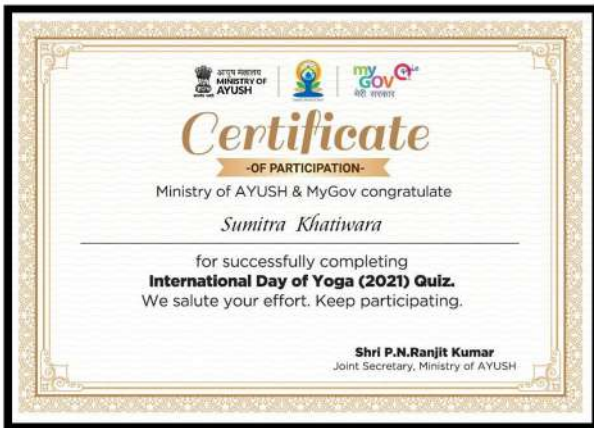 आयुष मंत्रालय
MINISTRY OF
AYUSH
my
GOV
मेरी सरकार
Certificate
-OF PARTICIPATION-
Ministry of AYUSH & MyGov congratulate
Sumitra Khatiwara
for successfully completing
International Day of Yoga (2021) Quiz.
We salute your effort. Keep participating.
Shri P.N.Ranjit Kumar
Joint Secretary, Ministry of AYUSH